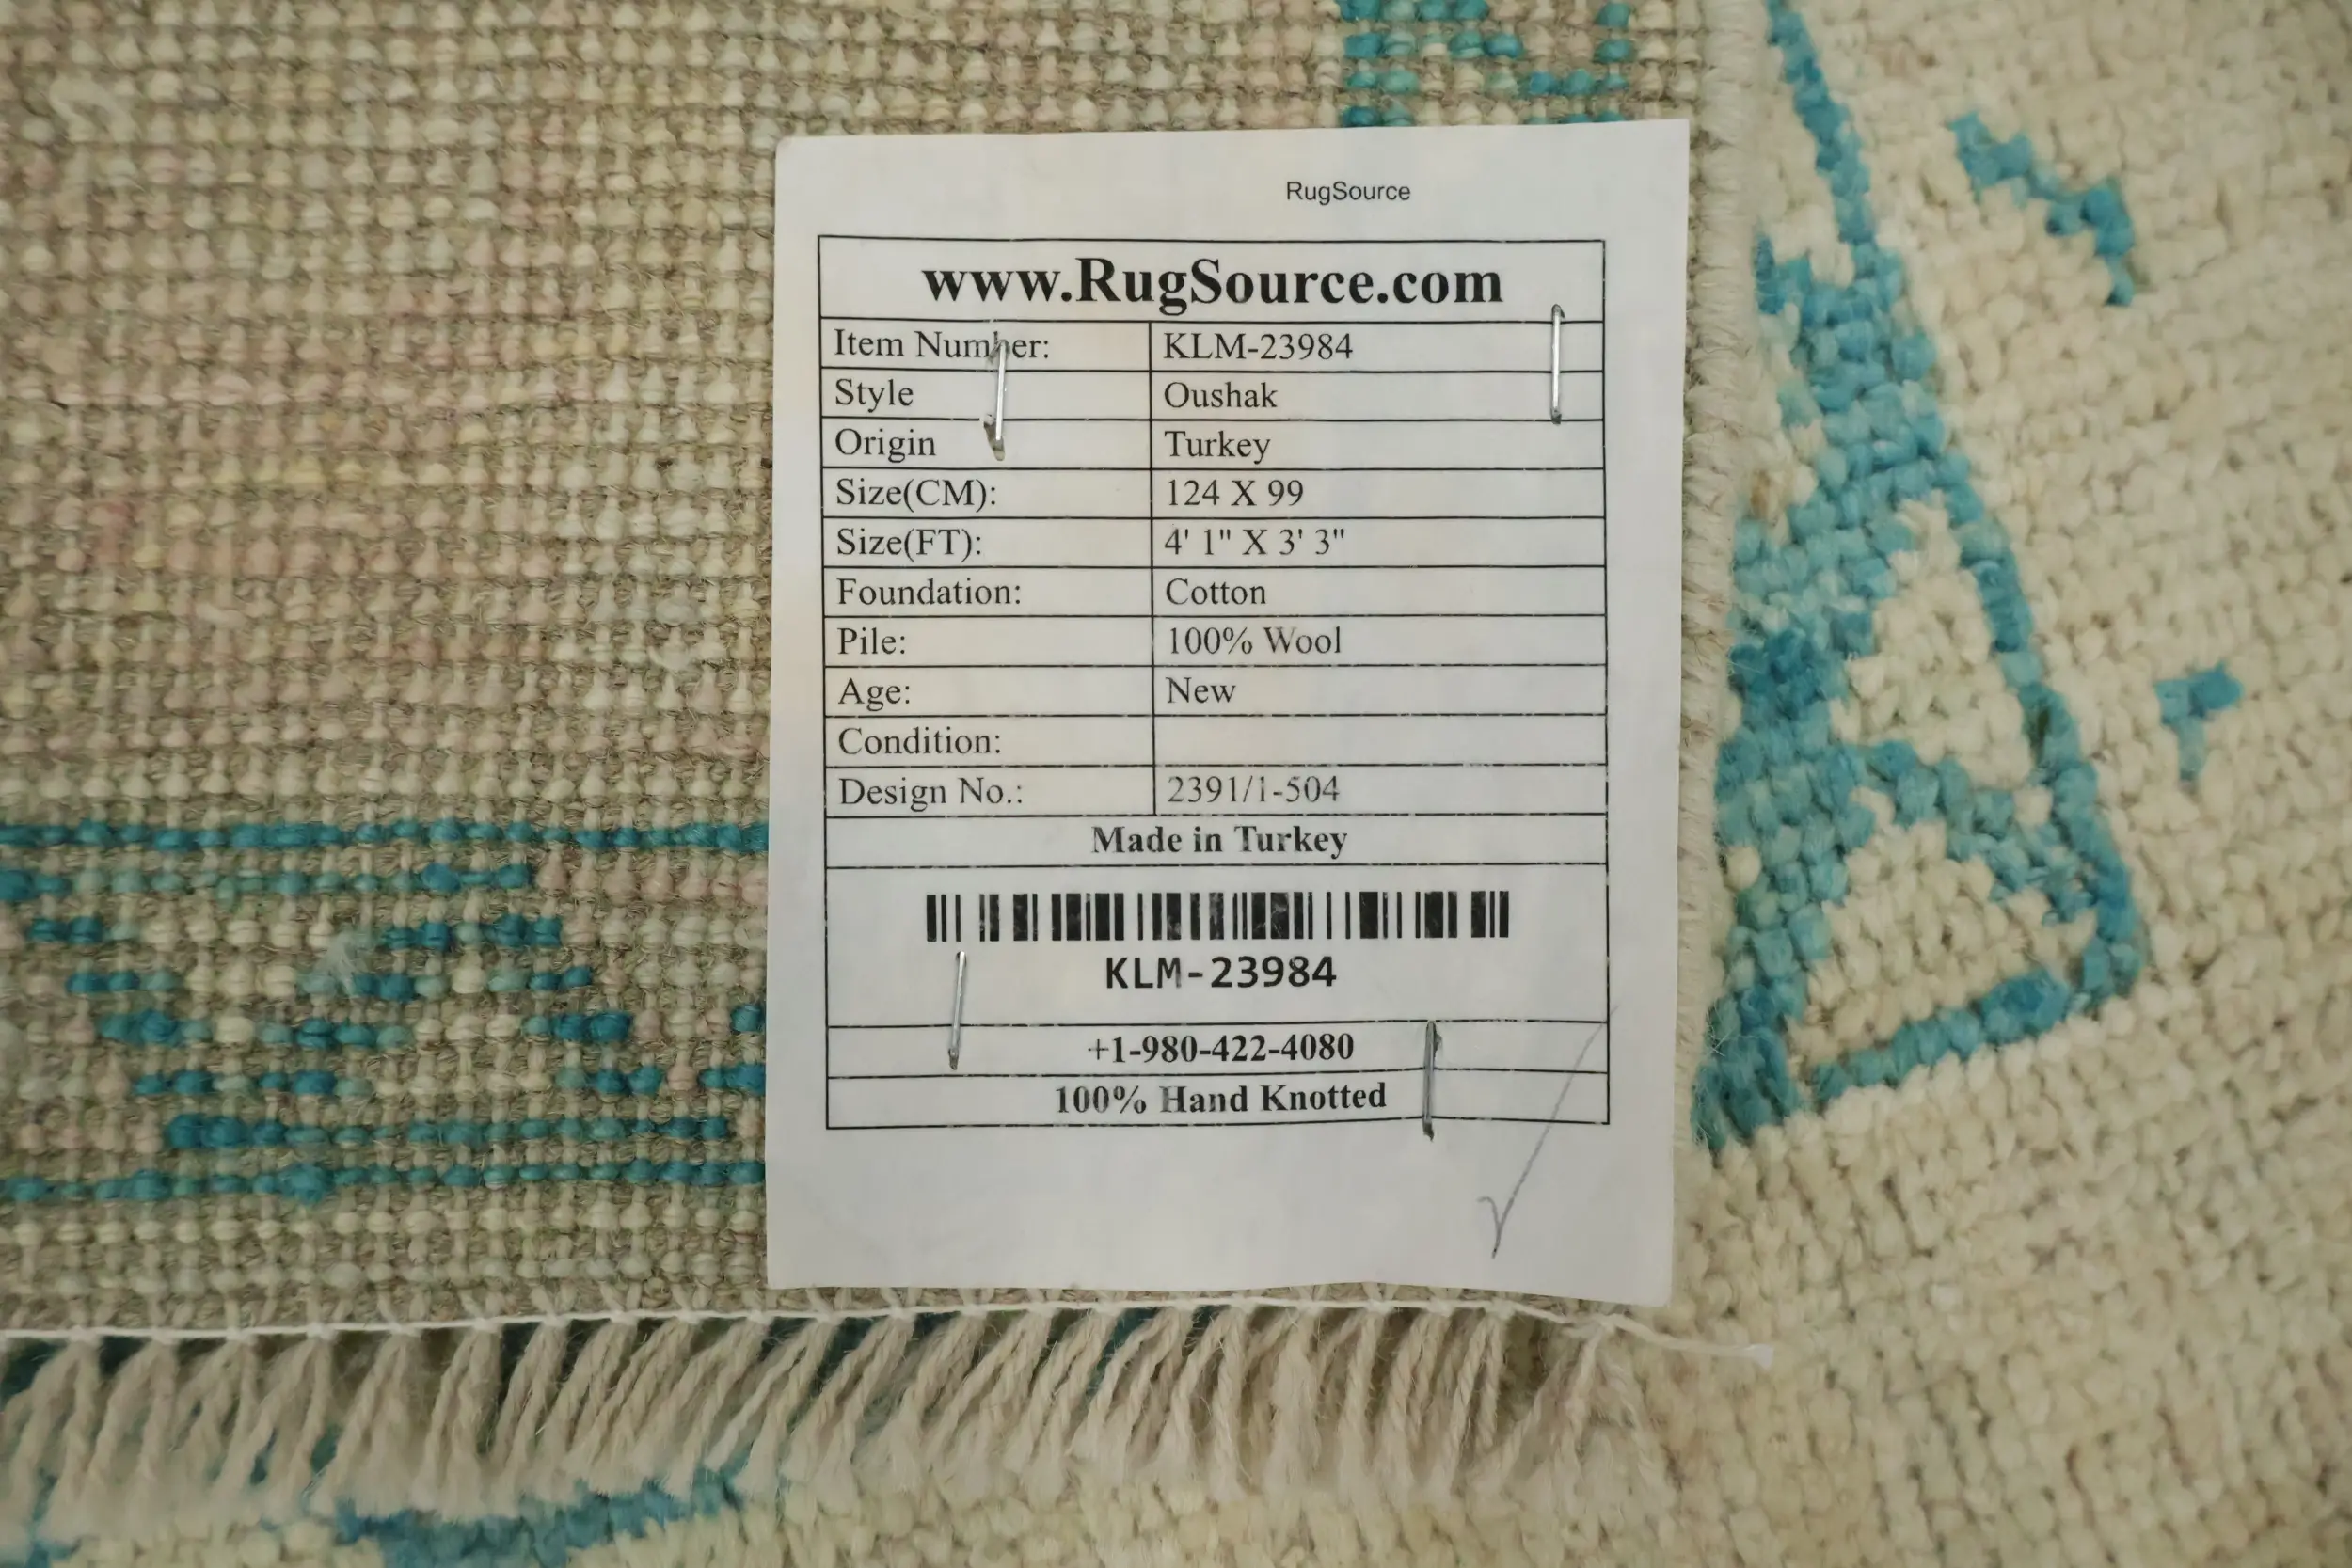 RugSource
www.RugSource.com
Item Number: KLM-23984
Style Oushak
Origin Turkey
Size(CM): 124 X 99
Size(FT): 4' 1" X 3' 3"
Foundation: Cotton
Pile: 100% Wool
Age: New
Condition:
Design No.: 2391/1-504
Made in Turkey
KLM-23984
+1-980-422-4080
100% Hand Knotted